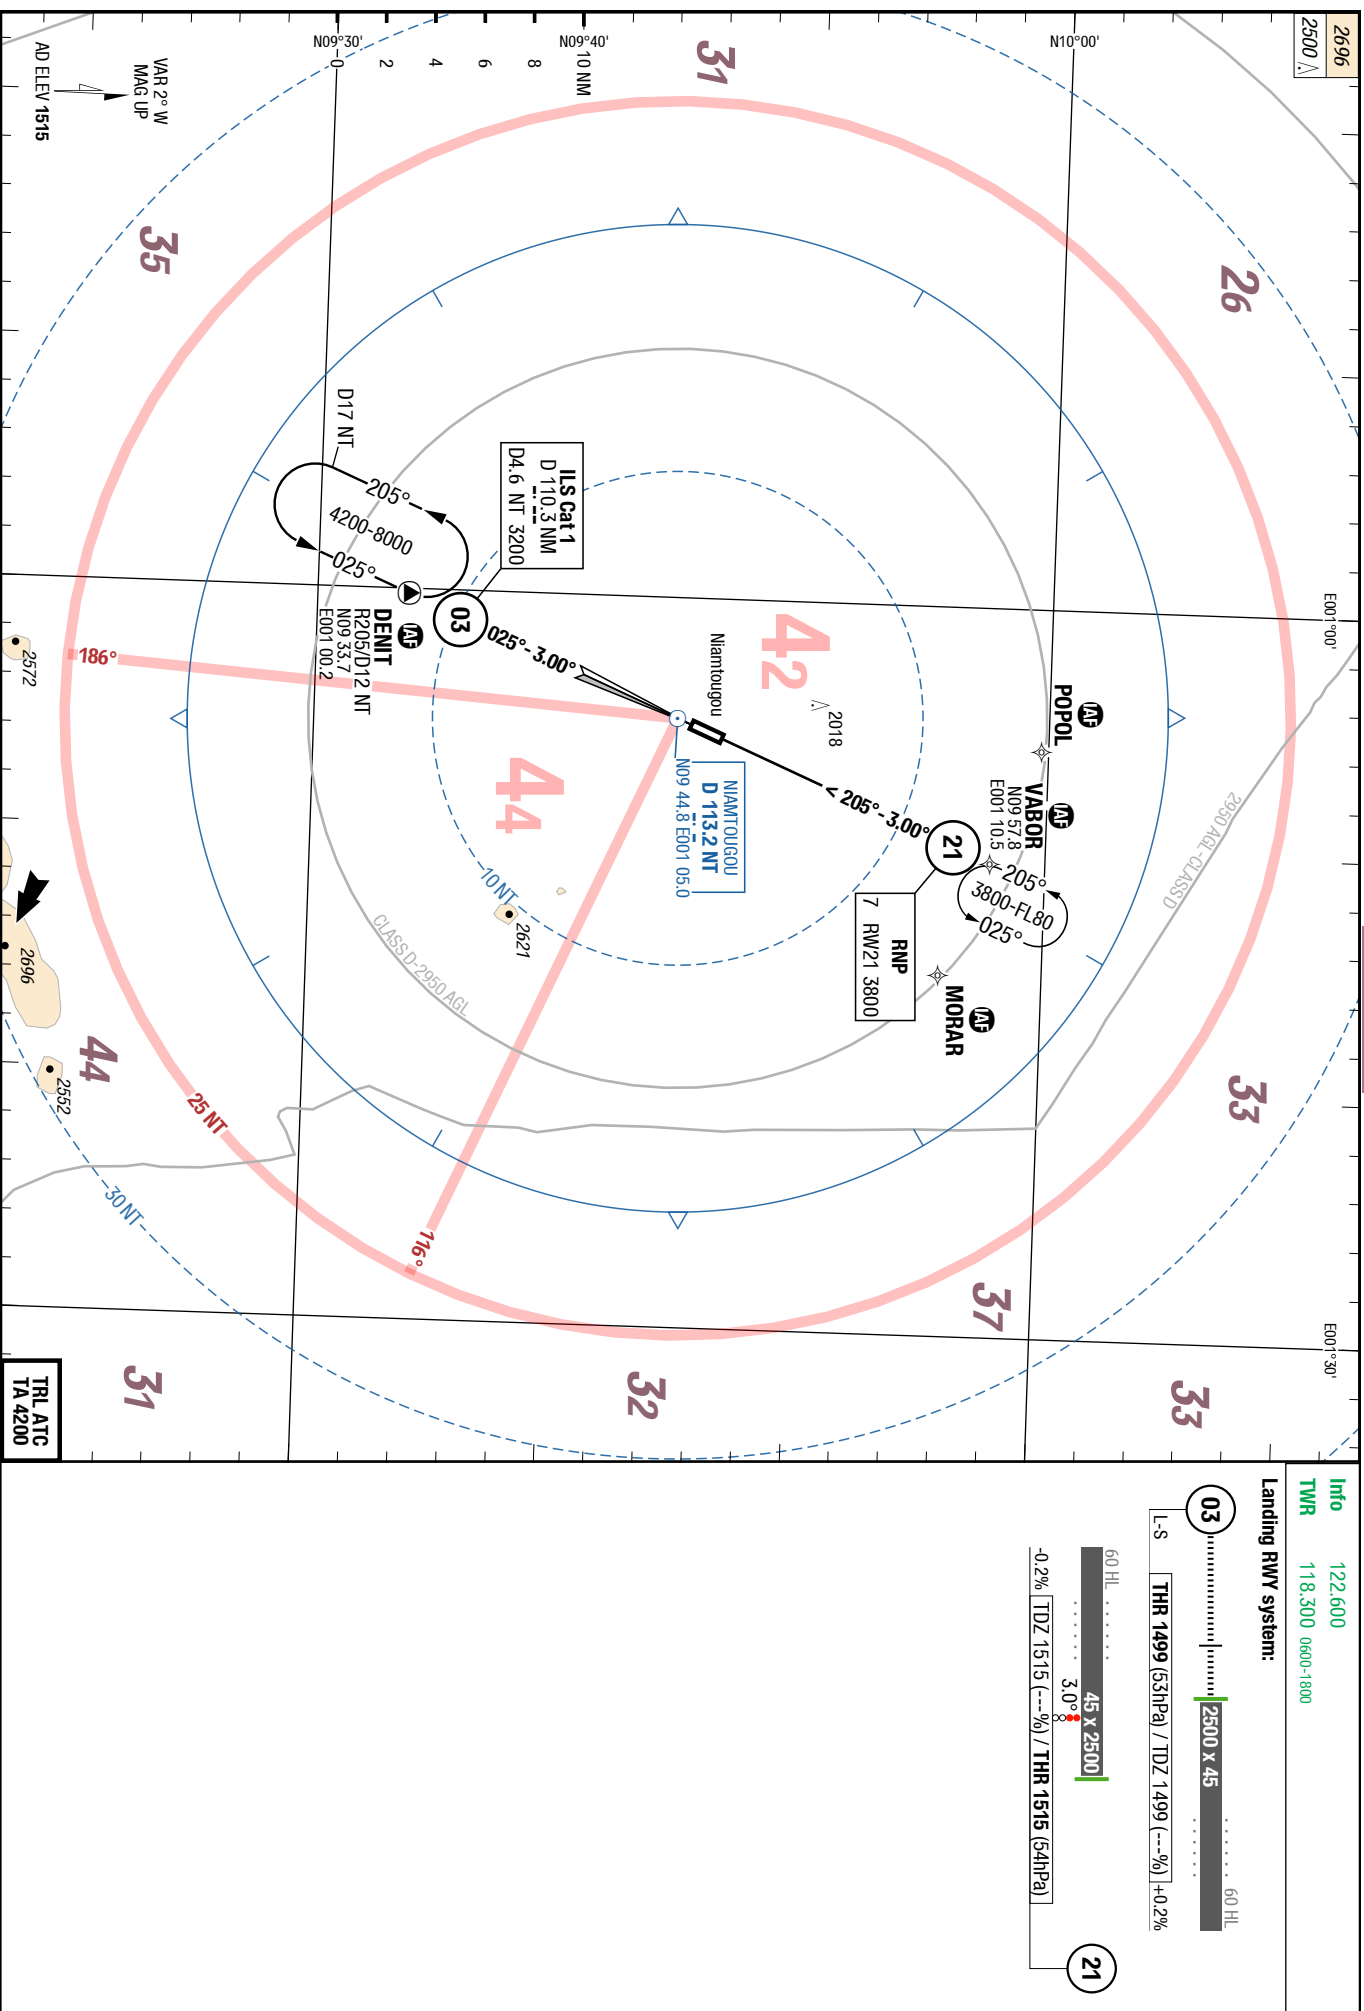 2696
2500
N09°30'
N09°40'
N10°00'
0
2
4
6
8
10 NM
VAR 2° W
MAG UP
AD ELEV 1515
31
35
26
42
44
44
33
37
33
32
31
E001°00'
E001°30'
D17 NT
205°
4200-8000
025°
ILS Cat 1
D 110.3 NM
D4.6 NT 3200
03
025°-3.00°
IAF
DENIT
R205/D12 NT
N09 33.7
E001 00.2
186°
116°
2572
Niamtougou
2018
NIAMTOUGOU
D 113.2 NT
N09 44.8 E001 05.0
IAF
POPOL
IAF
VABOR
N09 57.8
E001 10.5
< 205°-3.00°
21
205°
3800-FL80
025°
RNP
7 RW21 3800
IAF
MORAR
2950 AGL-CLASS D
CLASS D-2950 AGL
10 NT
2621
2696
2552
25 NT
30 NT
TRL ATC
TA 4200
Info 122.600
TWR 118.300 0600-1800
Landing RWY system:
03
2500 x 45
60 HL
L-S THR 1499 (53hPa) / TDZ 1499 (---%) +0.2%
60 HL
45 x 2500
3.0°
-0.2% TDZ 1515 (---%) / THR 1515 (54hPa)
21